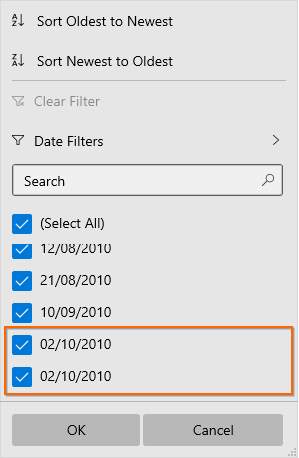 Sort Oldest to Newest
Sort Newest to Oldest
Clear Filter
Date Filters
Search
(Select All)
12/08/2010
21/08/2010
10/09/2010
02/10/2010
02/10/2010
OK Cancel